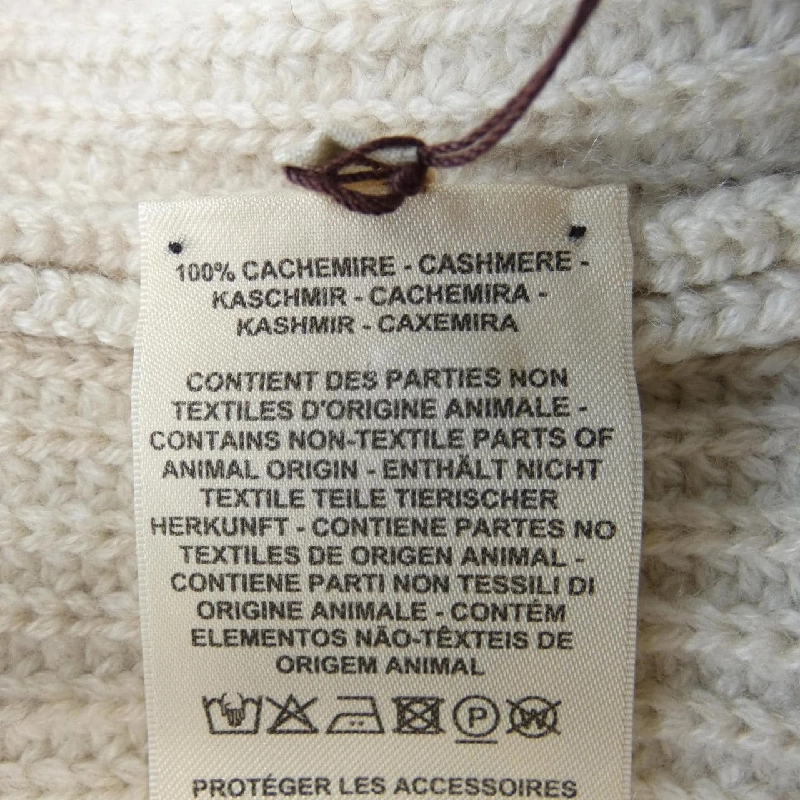 100% CACHEMIRE - CASHMERE -
KASCHMIR - CACHEMIRA -
KASHMIR - CAXEMIRA
CONTIENT DES PARTIES NON
TEXTILES D'ORIGINE ANIMALE -
CONTAINS NON-TEXTILE PARTS OF
ANIMAL ORIGIN - ENTHÄLT NICHT
TEXTILE TEILE TIERISCHER
HERKUNFT - CONTIENE PARTES NO
TEXTILES DE ORIGEN ANIMAL -
CONTIENE PARTI NON TESSILI DI
ORIGINE ANIMALE - CONTÉM
ELEMENTOS NÃO-TÊXTEIS DE
ORIGEM ANIMAL
P W
PROTÉGER LES ACCESSOIRES